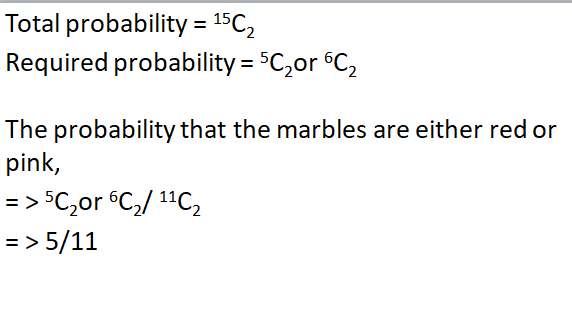 Total probability = ¹⁵C₂
Required probability = ⁵C₂or ⁶C₂
The probability that the marbles are either red or
pink,
= > ⁵C₂or ⁶C₂/ ¹¹C₂
= > 5/11